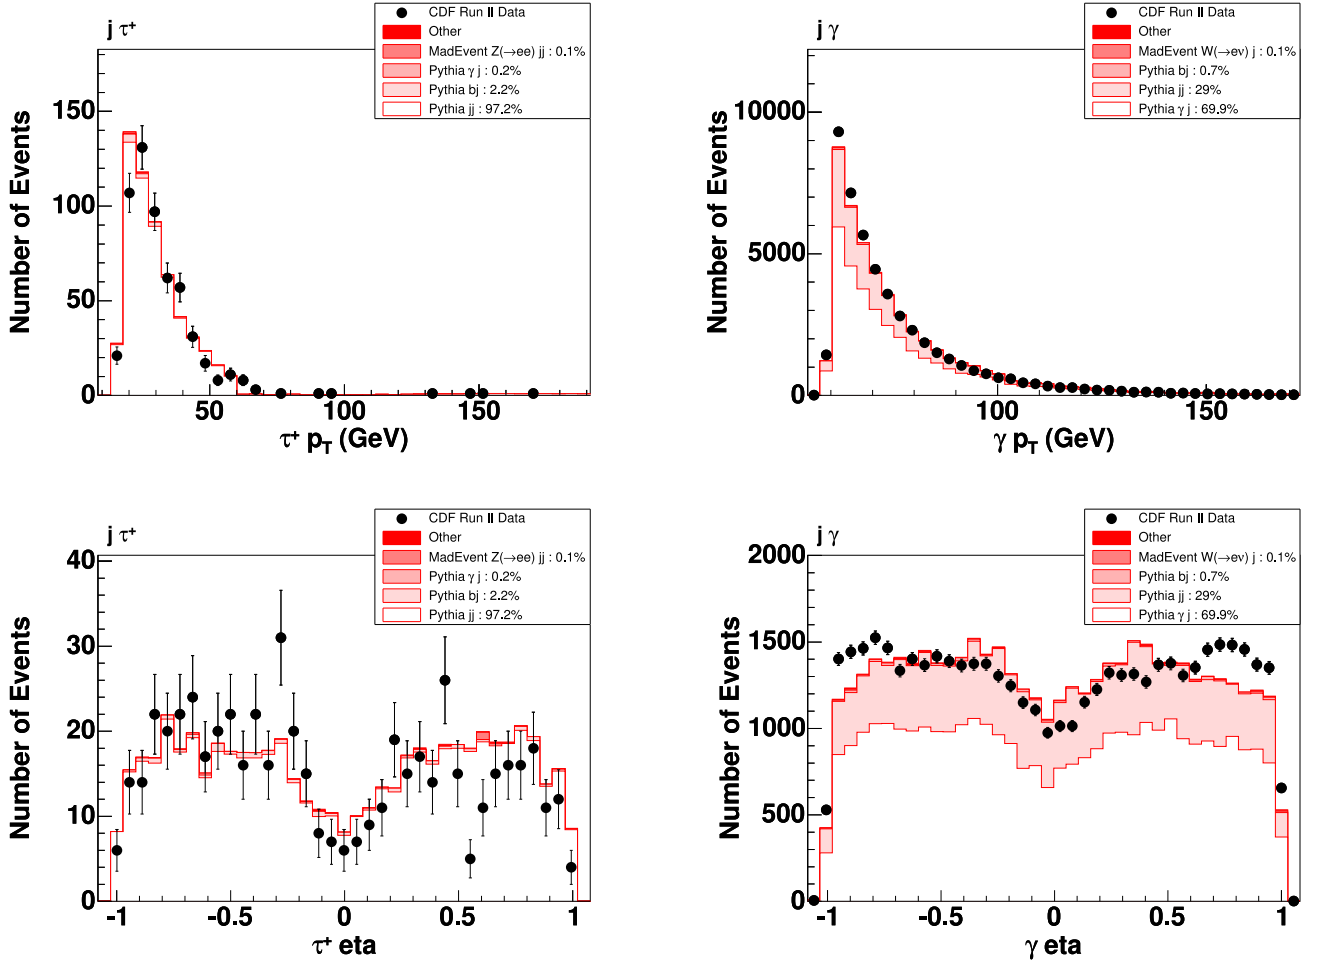 j τ+
CDF Run II Data
Other
MadEvent Z(→ee) jj : 0.1%
Pythia γ j : 0.2%
Pythia bj : 2.2%
Pythia jj : 97.2%
Number of Events
150
100
50
0
50
100
150
τ+ pT (GeV)
j γ
CDF Run II Data
Other
MadEvent W(→eν) j : 0.1%
Pythia bj : 0.7%
Pythia jj : 29%
Pythia γ j : 69.9%
Number of Events
10000
5000
0
100
150
γ pT (GeV)
j τ+
CDF Run II Data
Other
MadEvent Z(→ee) jj : 0.1%
Pythia γ j : 0.2%
Pythia bj : 2.2%
Pythia jj : 97.2%
Number of Events
40
30
20
10
0
-1
-0.5
0
0.5
1
τ+ eta
j γ
CDF Run II Data
Other
MadEvent W(→eν) j : 0.1%
Pythia bj : 0.7%
Pythia jj : 29%
Pythia γ j : 69.9%
Number of Events
2000
1500
1000
500
0
-1
-0.5
0
0.5
1
γ eta